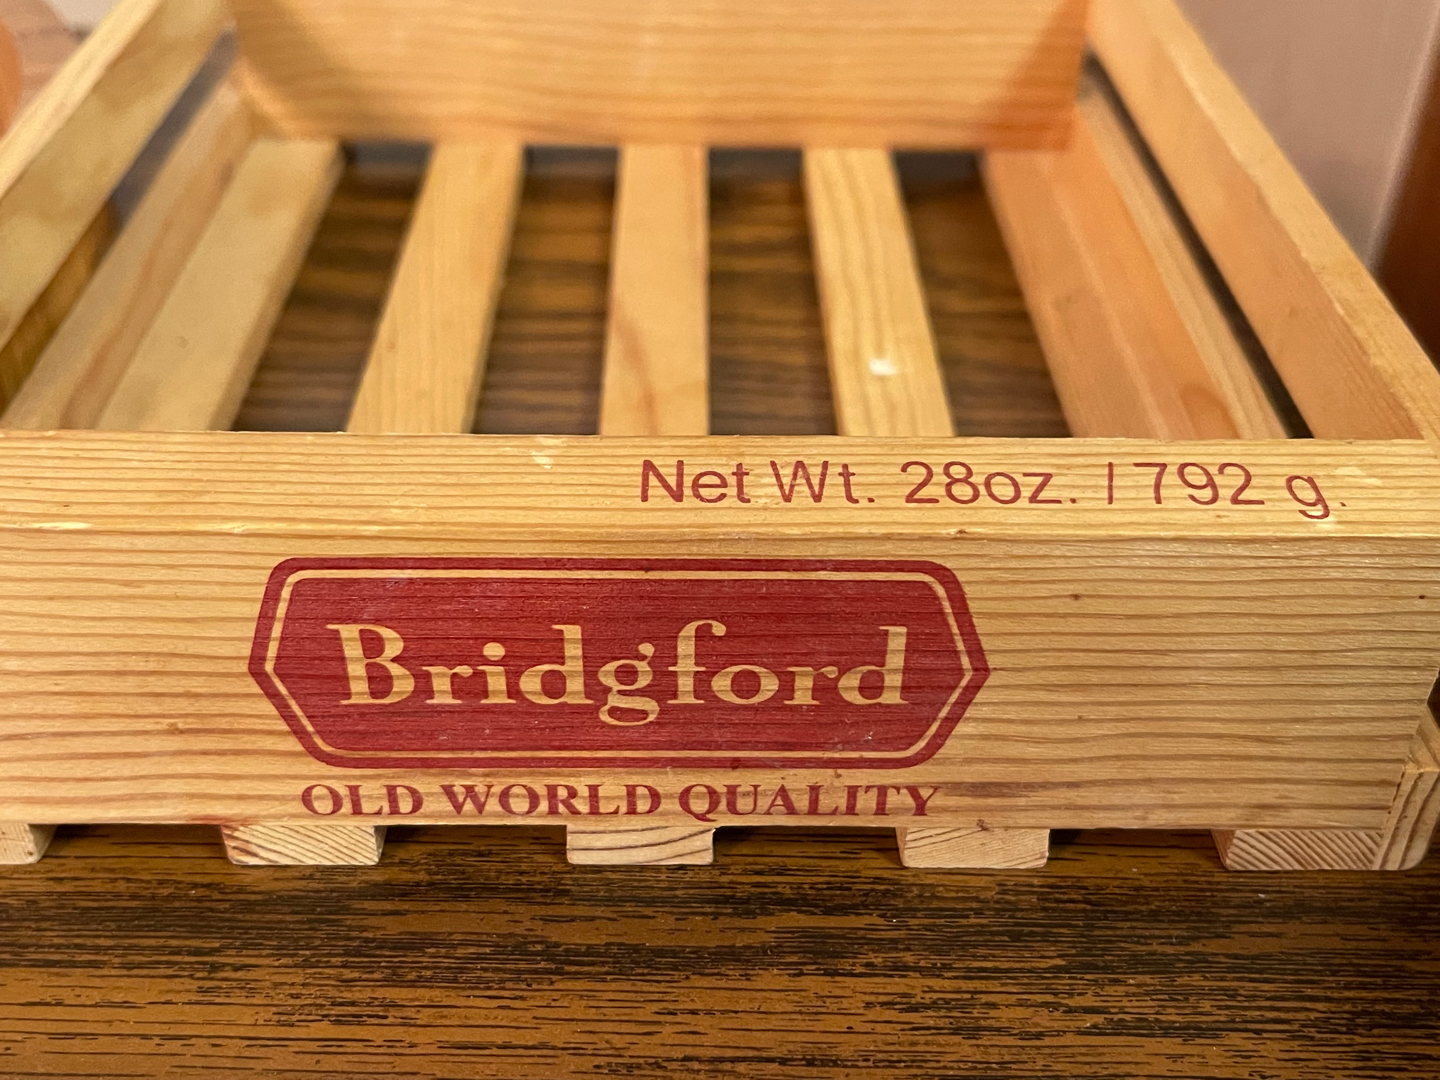 Net Wt. 28oz. | 792 g.
Bridgford
OLD WORLD QUALITY